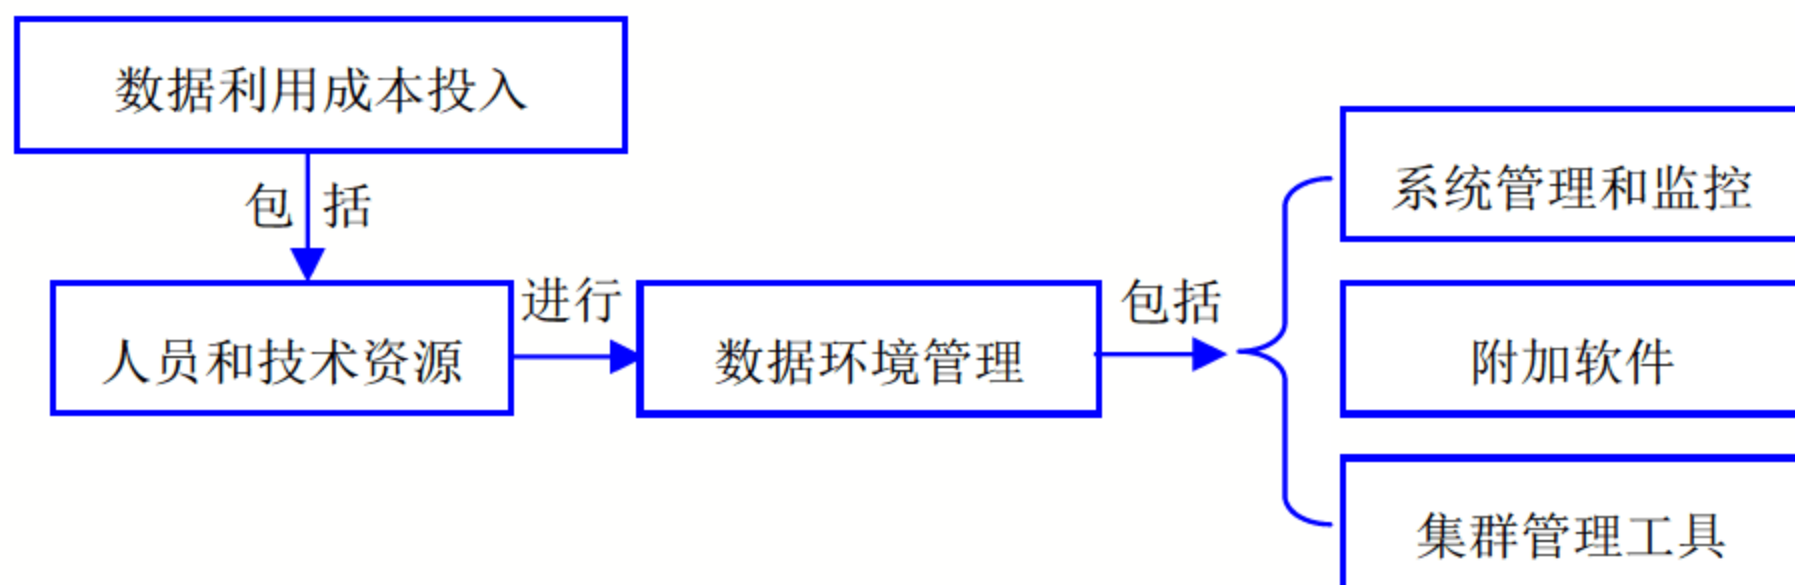 数据利用成本投入
包括
人员和技术资源
进行
数据环境管理
包括
系统管理和监控
附加软件
集群管理工具